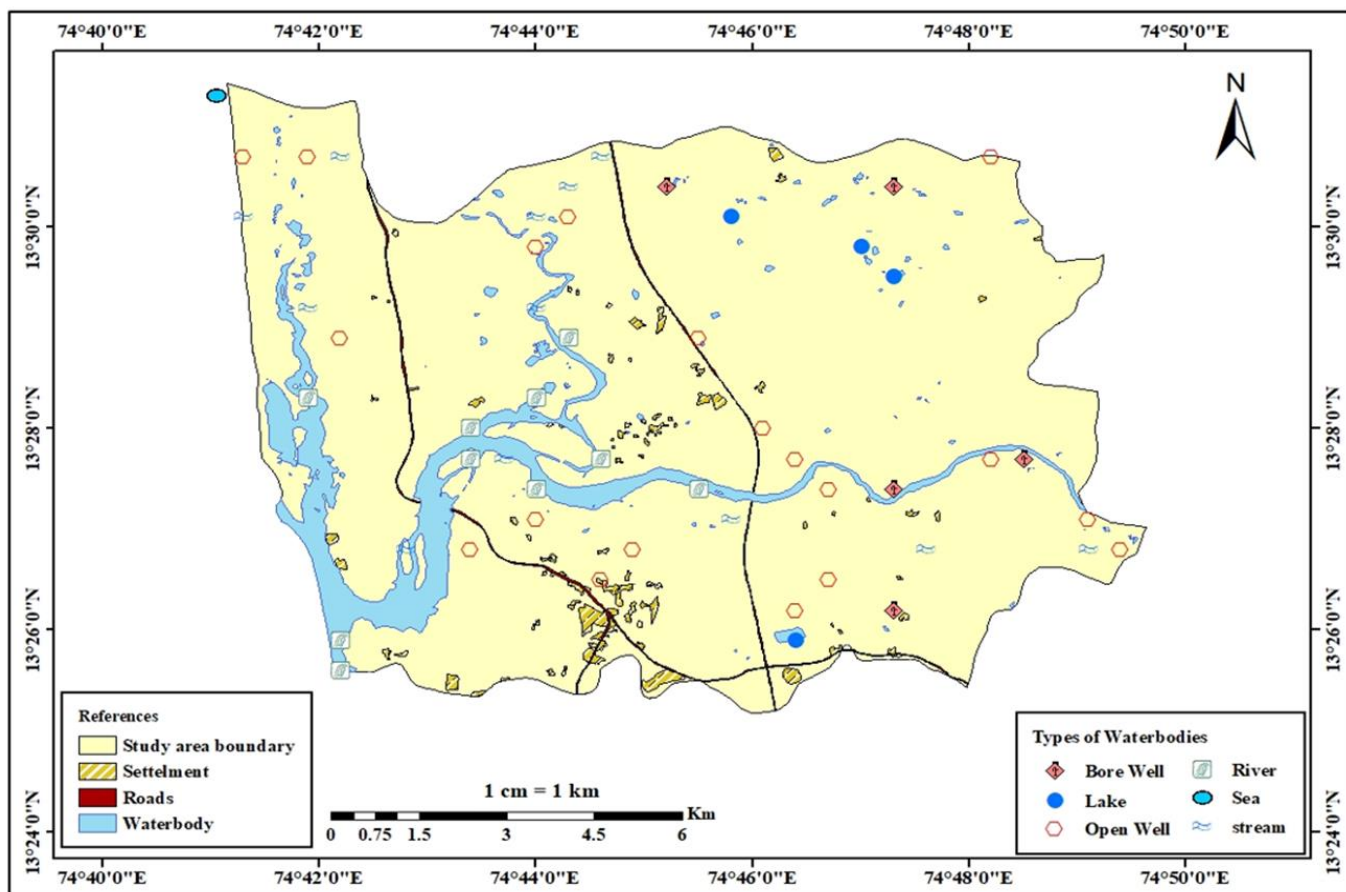 74°40'0"E 74°42'0"E 74°44'0"E 74°46'0"E 74°48'0"E 74°50'0"E
N
13°30'0"N 13°30'0"N
13°28'0"N 13°28'0"N
13°26'0"N 13°26'0"N
13°24'0"N 13°24'0"N
References
Study area boundary
Settelment
Roads
Waterbody
1 cm = 1 km
Km
0 0.75 1.5 3 4.5 6
Types of Waterbodies
Bore Well River
Lake Sea
Open Well stream
74°40'0"E 74°42'0"E 74°44'0"E 74°46'0"E 74°48'0"E 74°50'0"E